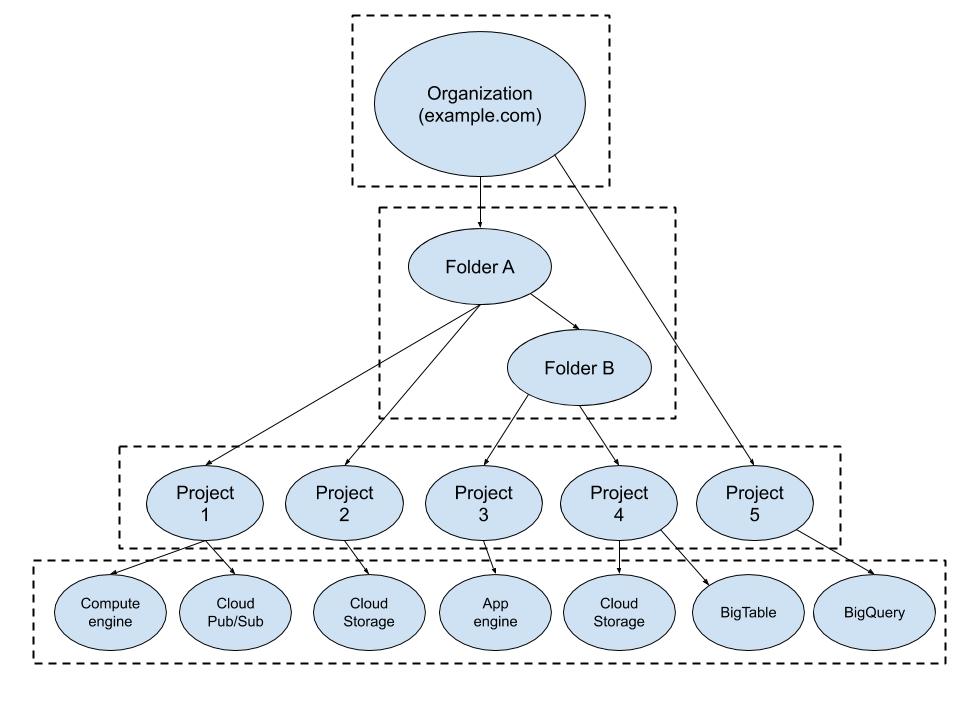 Organization
(example.com)
Folder A
Folder B
Project
1
Project
2
Project
3
Project
4
Project
5
Compute
engine
Cloud
Pub/Sub
Cloud
Storage
App
engine
Cloud
Storage
BigTable
BigQuery